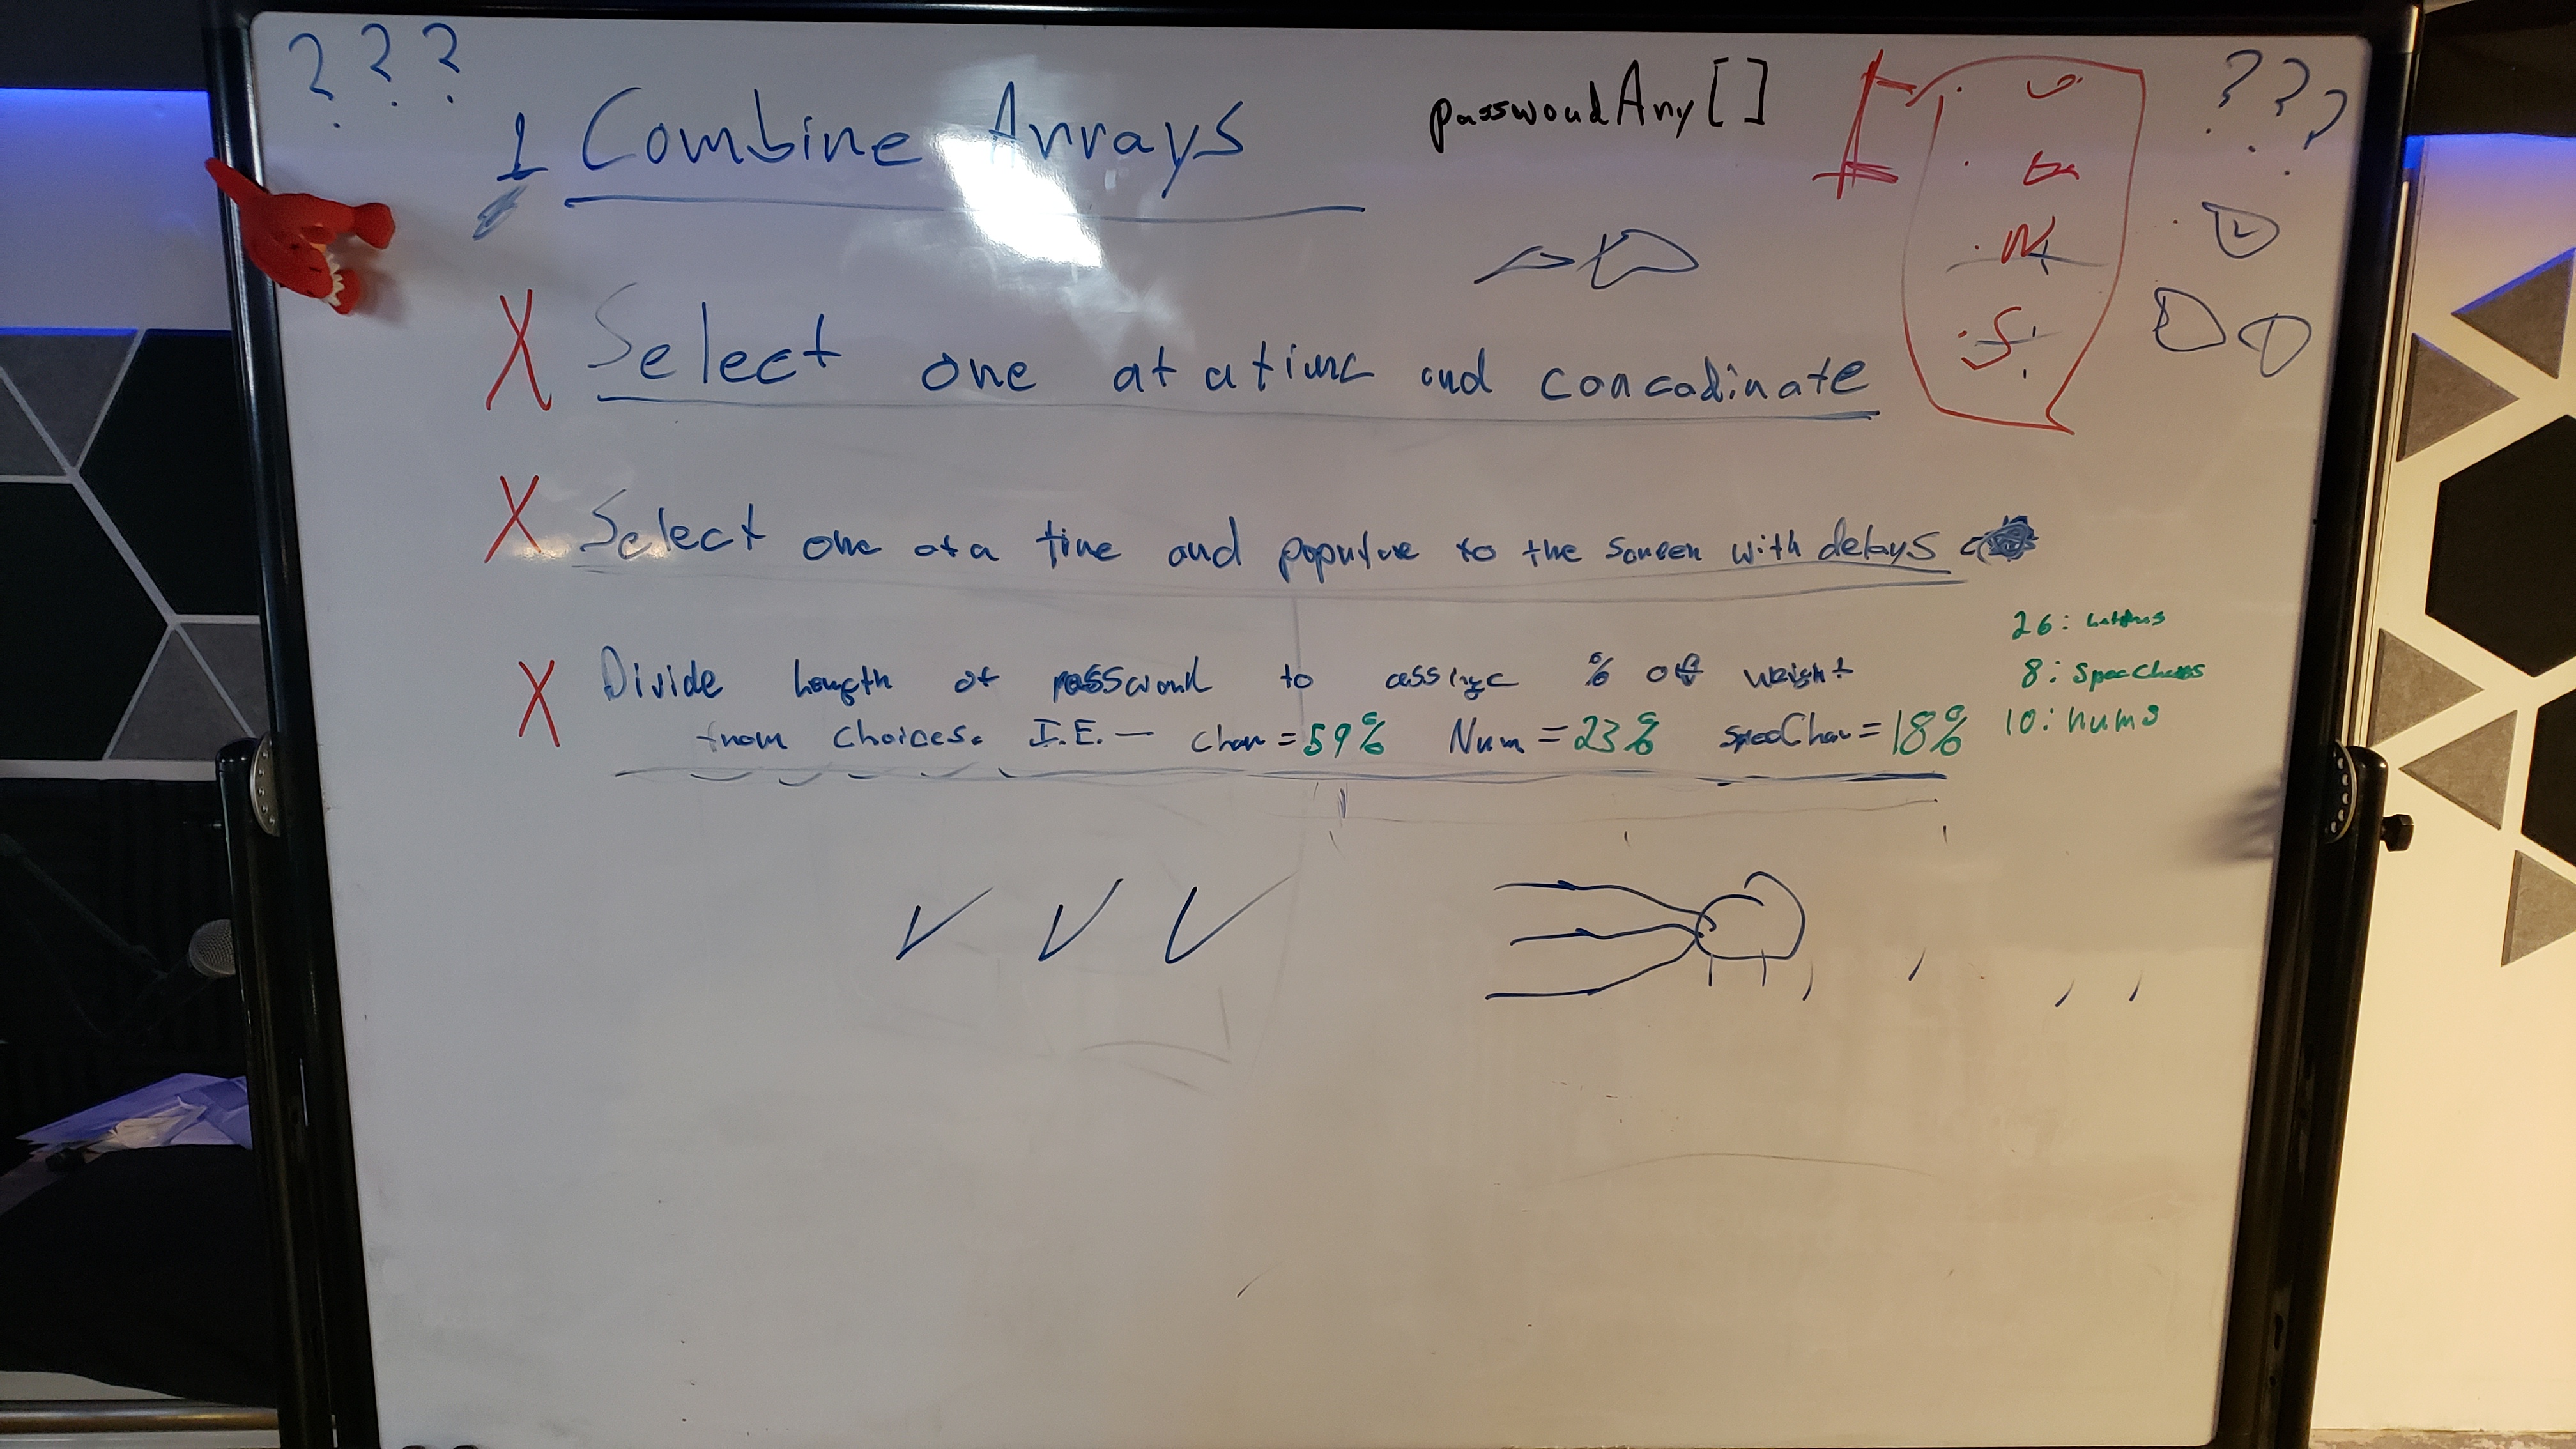 ? ? ?
1 Combine Arrays
passwordArry []
? ? ?
U
L
N
S
X Select one at a time and concadinate
X Select one at a time and populate to the screen with delays
26: letters
8: SpecChars
10: nums
X Divide length of password to assinge % of weight
from choices. I.E. — Char = 59% Num = 23% specChar = 18%